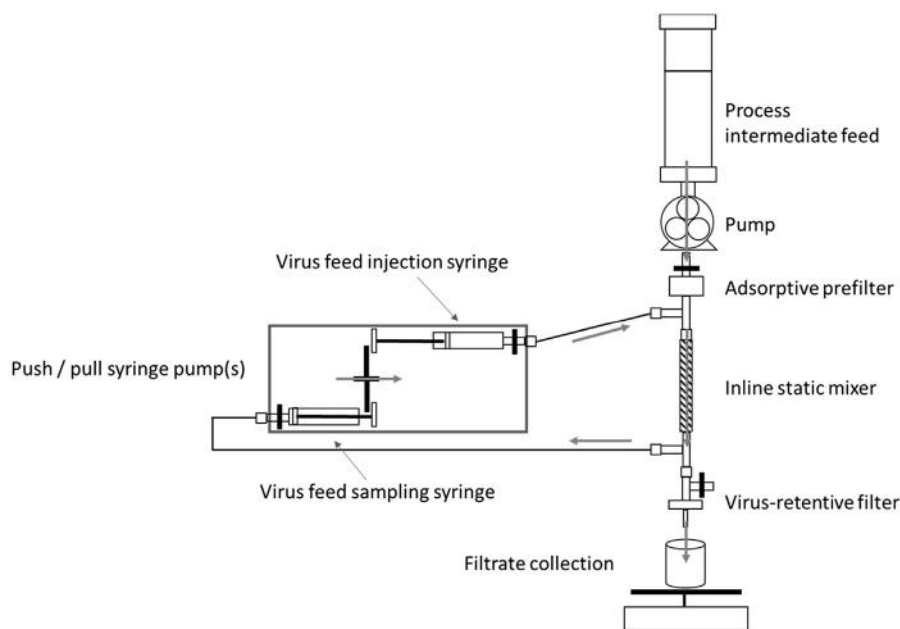 Process
intermediate feed
Pump
Virus feed injection syringe
Adsorptive prefilter
Push / pull syringe pump(s)
Inline static mixer
Virus feed sampling syringe
Virus-retentive filter
Filtrate collection